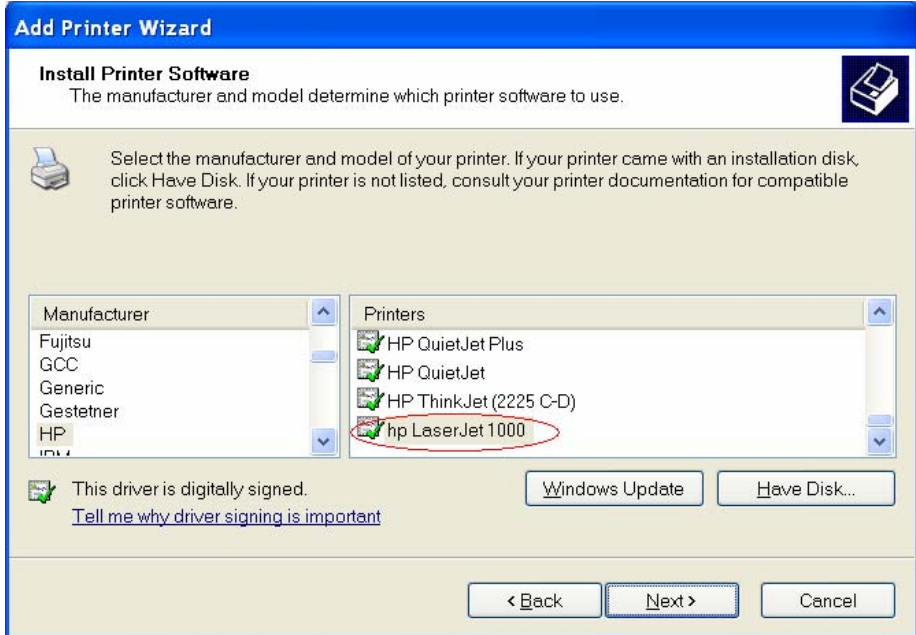 Add Printer Wizard
Install Printer Software
The manufacturer and model determine which printer software to use.
Select the manufacturer and model of your printer. If your printer came with an installation disk,
click Have Disk. If your printer is not listed, consult your printer documentation for compatible
printer software.
Manufacturer
Fujitsu
GCC
Generic
Gestetner
HP
Printers
HP QuietJet Plus
HP QuietJet
HP ThinkJet (2225 C-D)
hp LaserJet 1000
This driver is digitally signed.
Tell me why driver signing is important
Windows Update
Have Disk...
< Back
Next >
Cancel